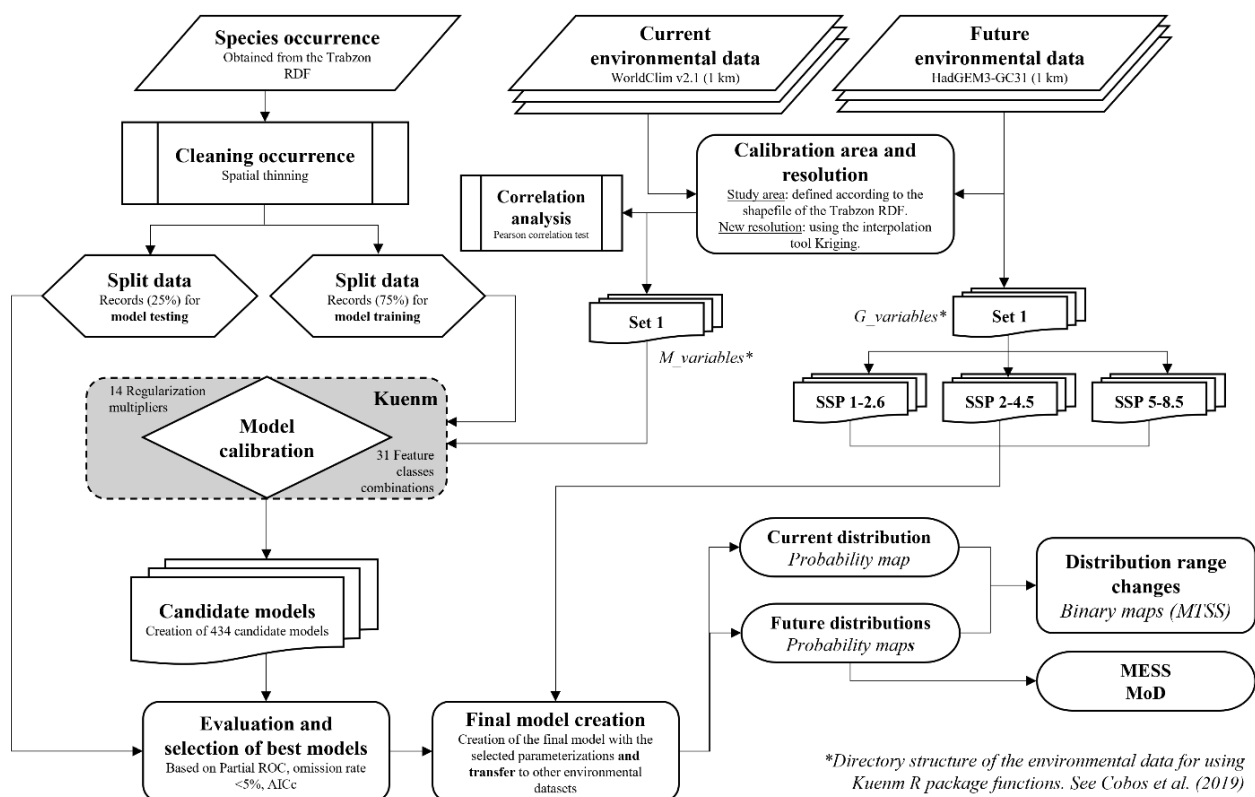 Species occurrence
Obtained from the Trabzon
RDF
Current
environmental data
WorldClim v2.1 (1 km)
Future
environmental data
HadGEM3-GC31 (1 km)
Cleaning occurrence
Spatial thinning
Correlation
analysis
Pearson correlation test
Calibration area and
resolution
Study area: defined according to the
shapefile of the Trabzon RDF.
New resolution: using the interpolation
tool Kriging.
Split data
Records (25%) for
model testing
Split data
Records (75%) for
model training
Set 1
M_variables*
G_variables*
Set 1
SSP 1-2.6
SSP 2-4.5
SSP 5-8.5
14 Regularization
multipliers
Kuenm
Model
calibration
31 Feature
classes
combinations
Candidate models
Creation of 434 candidate models
Current distribution
Probability map
Future distributions
Probability maps
Distribution range
changes
Binary maps (MTSS)
MESS
MoD
Evaluation and
selection of best models
Based on Partial ROC, omission rate
<5%, AICc
Final model creation
Creation of the final model with the
selected parameterizations and
transfer to other environmental
datasets
*Directory structure of the environmental data for using
Kuenm R package functions. See Cobos et al. (2019)